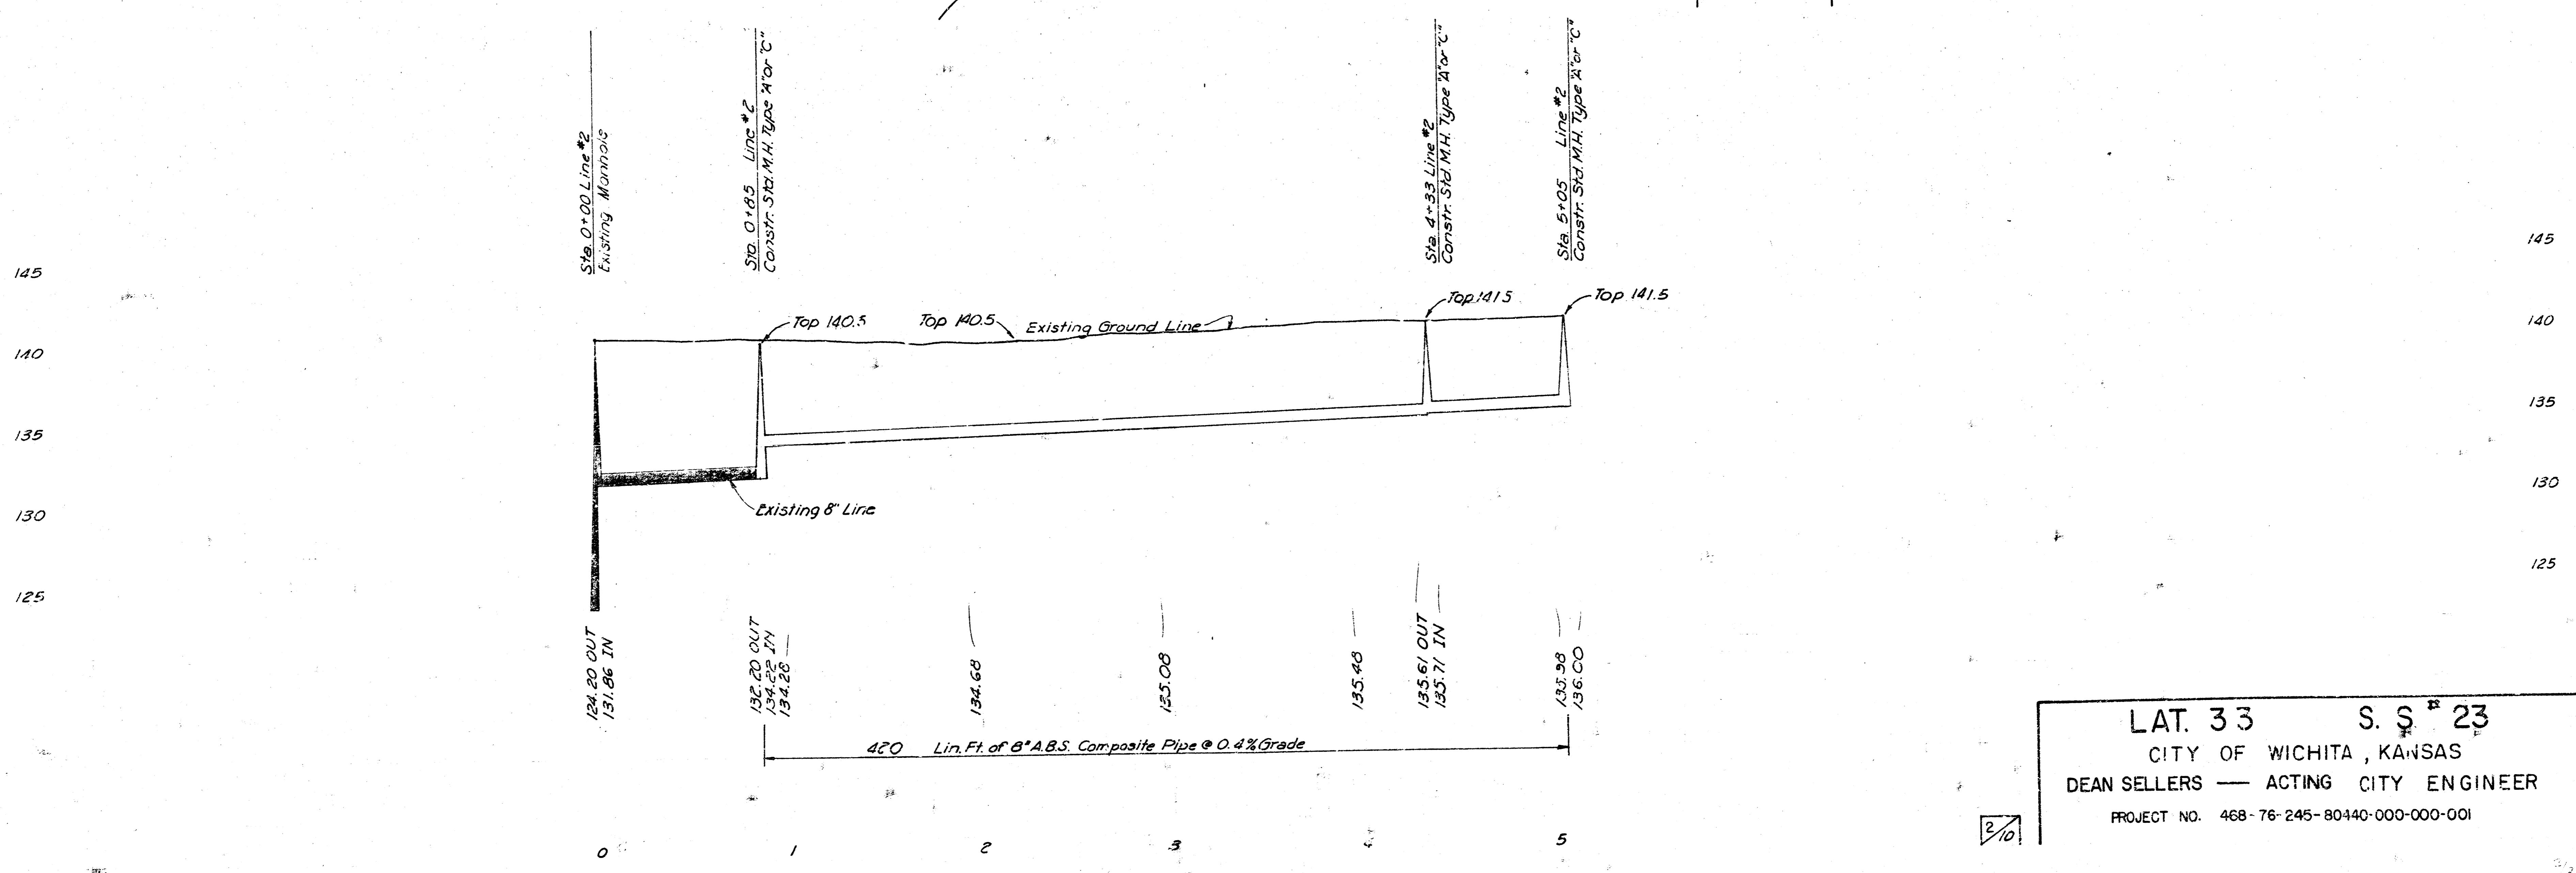 Sta. 0+00 Line #2
Existing Manhole
Sta. 0+85 Line #2
Constr. Std. M.H. Type "A" or "C"
Sta. 4+33 Line #2
Constr. Std. M.H. Type "A" or "C"
Sta. 5+05 Line #2
Constr. Std. M.H. Type "A" or "C"
145
140
135
130
125
145
140
135
130
125
Top 140.5
Top 140.5
Existing Ground Line
Top 141.5
Top 141.5
Existing 8" Line
124.20 OUT
131.86 IN
132.20 OUT
134.22 IN
134.28
134.68
135.08
135.48
135.61 OUT
135.71 IN
135.98
136.00
420 Lin. Ft. of 8" A.B.S. Composite Pipe @ 0.4% Grade
0 1 2 3 4 5
2/10
LAT. 33 S. S. # 23
CITY OF WICHITA, KANSAS
DEAN SELLERS — ACTING CITY ENGINEER
PROJECT NO. 468-76-245-80440-000-000-001